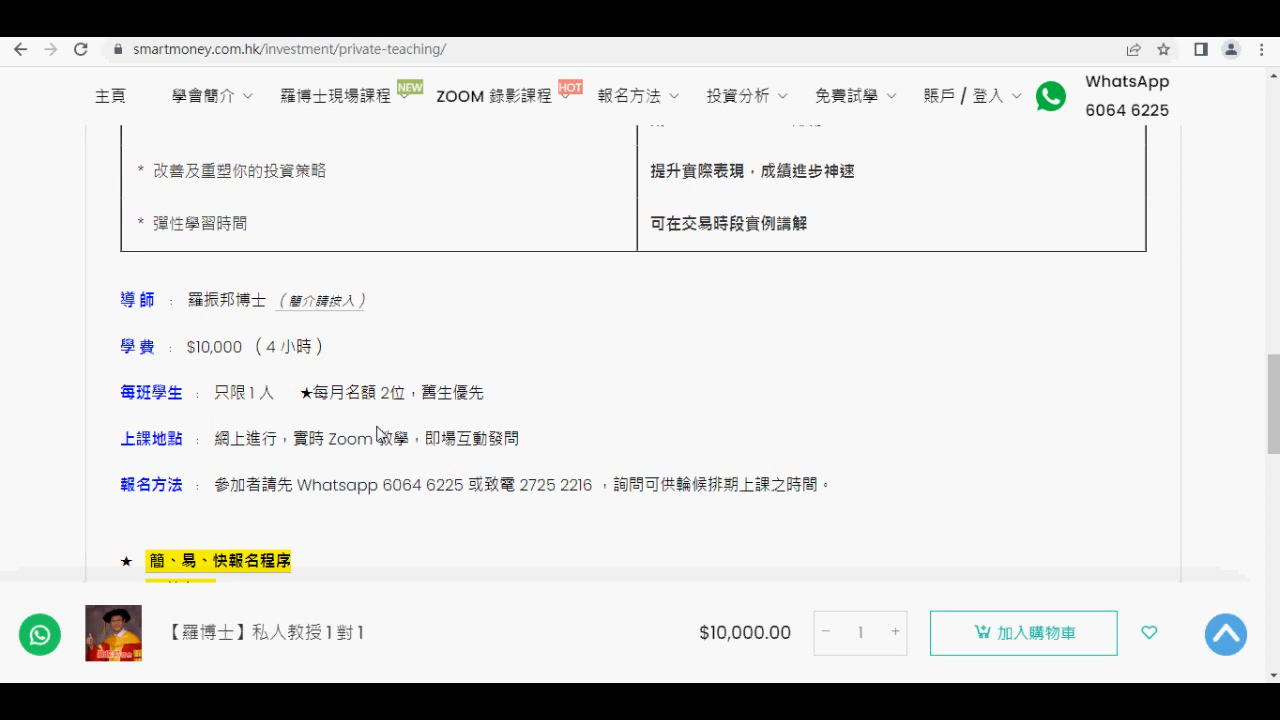 smartmoney.com.hk/investment/private-teaching/
主頁 學會簡介 羅博士現場課程 NEW ZOOM 錄影課程 HOT 報名方法 投資分析 免費試學 賬戶 / 登入 WhatsApp
6064 6225
* 改善及重塑你的投資策略 提升實際表現，成績進步神速
* 彈性學習時間 可在交易時段實例講解
導 師 ： 羅振邦博士 （簡介請按入）
學 費 ： $10,000 （ 4 小時 ）
每班學生 ： 只限 1 人 ★每月名額 2位，舊生優先
上課地點 ： 網上進行，實時 Zoom 教學，即場互動發問
報名方法 ： 參加者請先 Whatsapp 6064 6225 或致電 2725 2216 ，詢問可供輪候排期上課之時間。
★ 簡、易、快報名程序
【羅博士】私人教授 1 對 1 $10,000.00 − 1 + 加入購物車